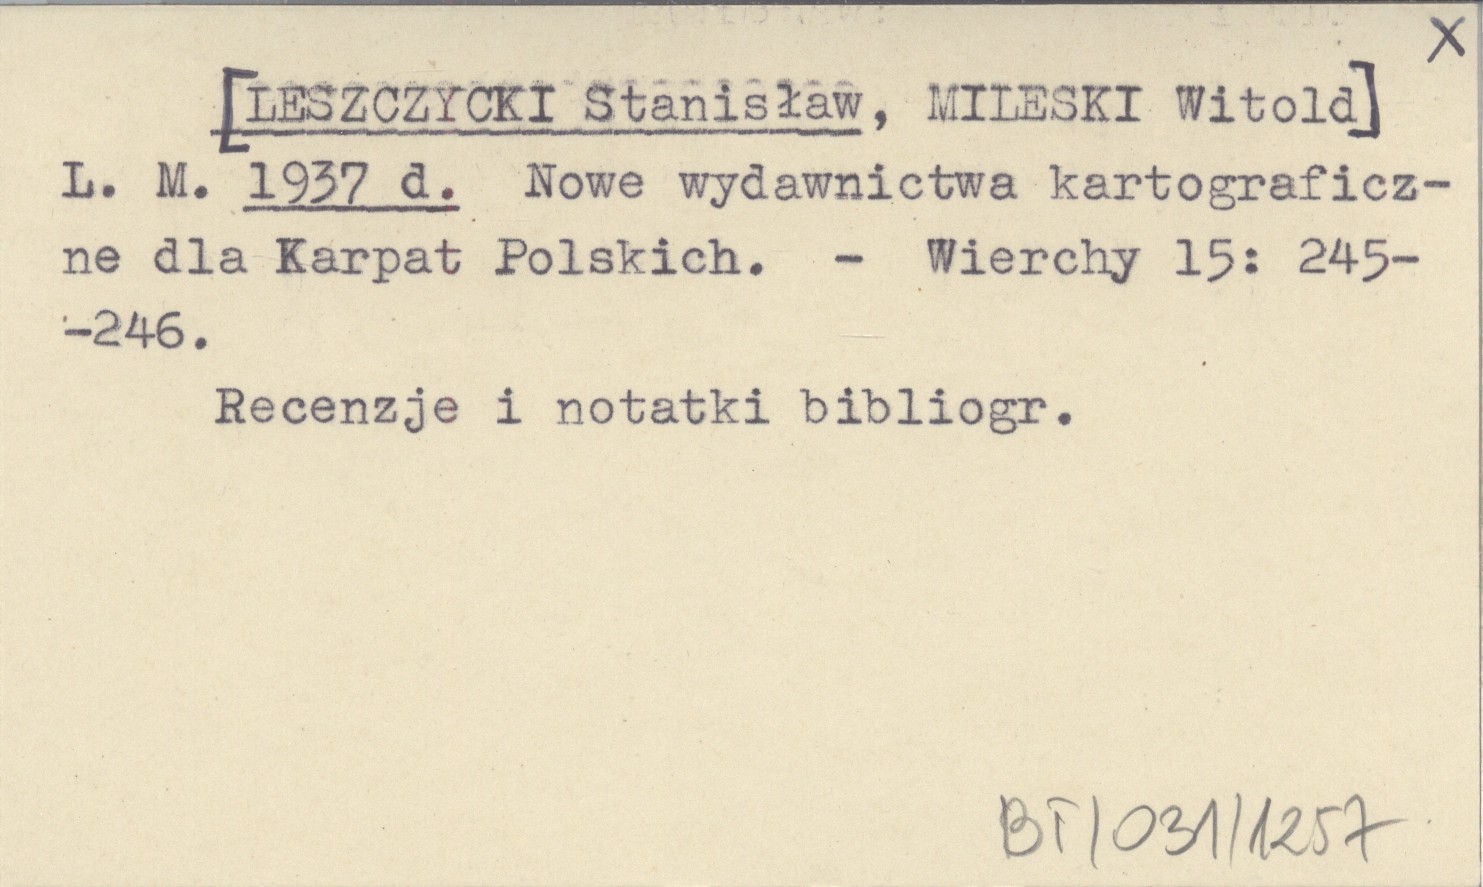 X
[LESZCZYCKI Stanisław, MILESKI Witold]
L. M. 1937 d. Nowe wydawnictwa kartograficz-
ne dla Karpat Polskich. - Wierchy 15: 245-
-246.
Recenzje i notatki bibliogr.
BT/031/1257